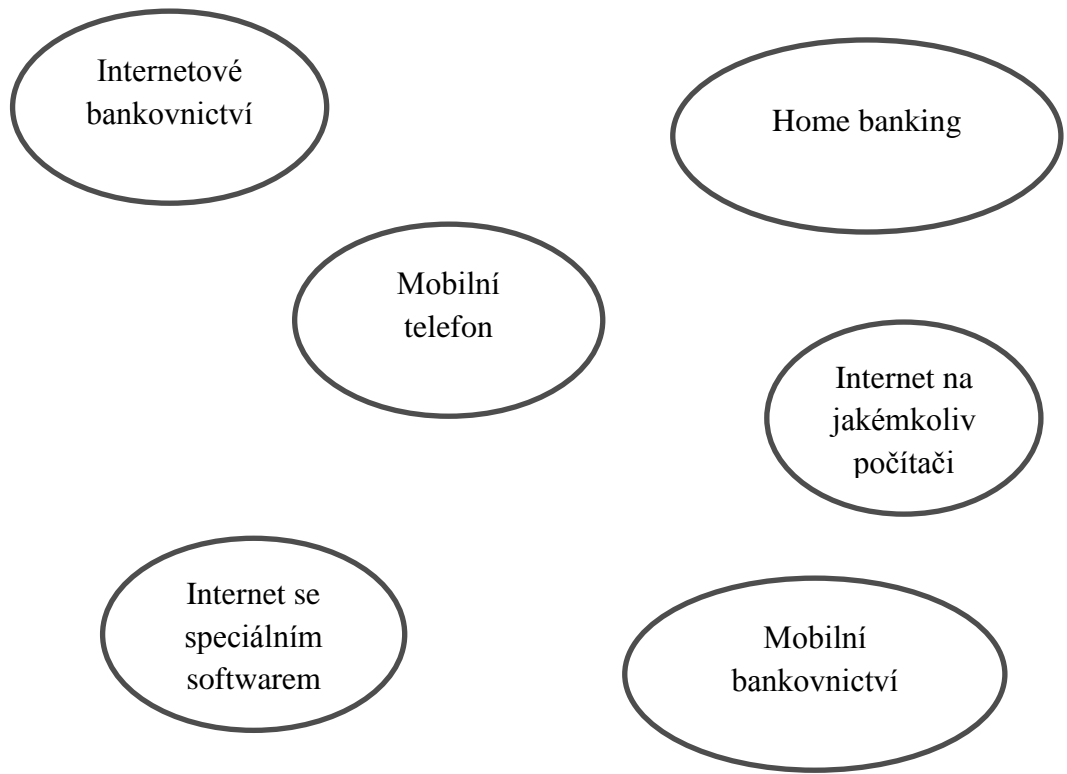 Internetové
bankovnictví
Home banking
Mobilní
telefon
Internet na
jakémkoliv
počítači
Internet se
speciálním
softwarem
Mobilní
bankovnictví